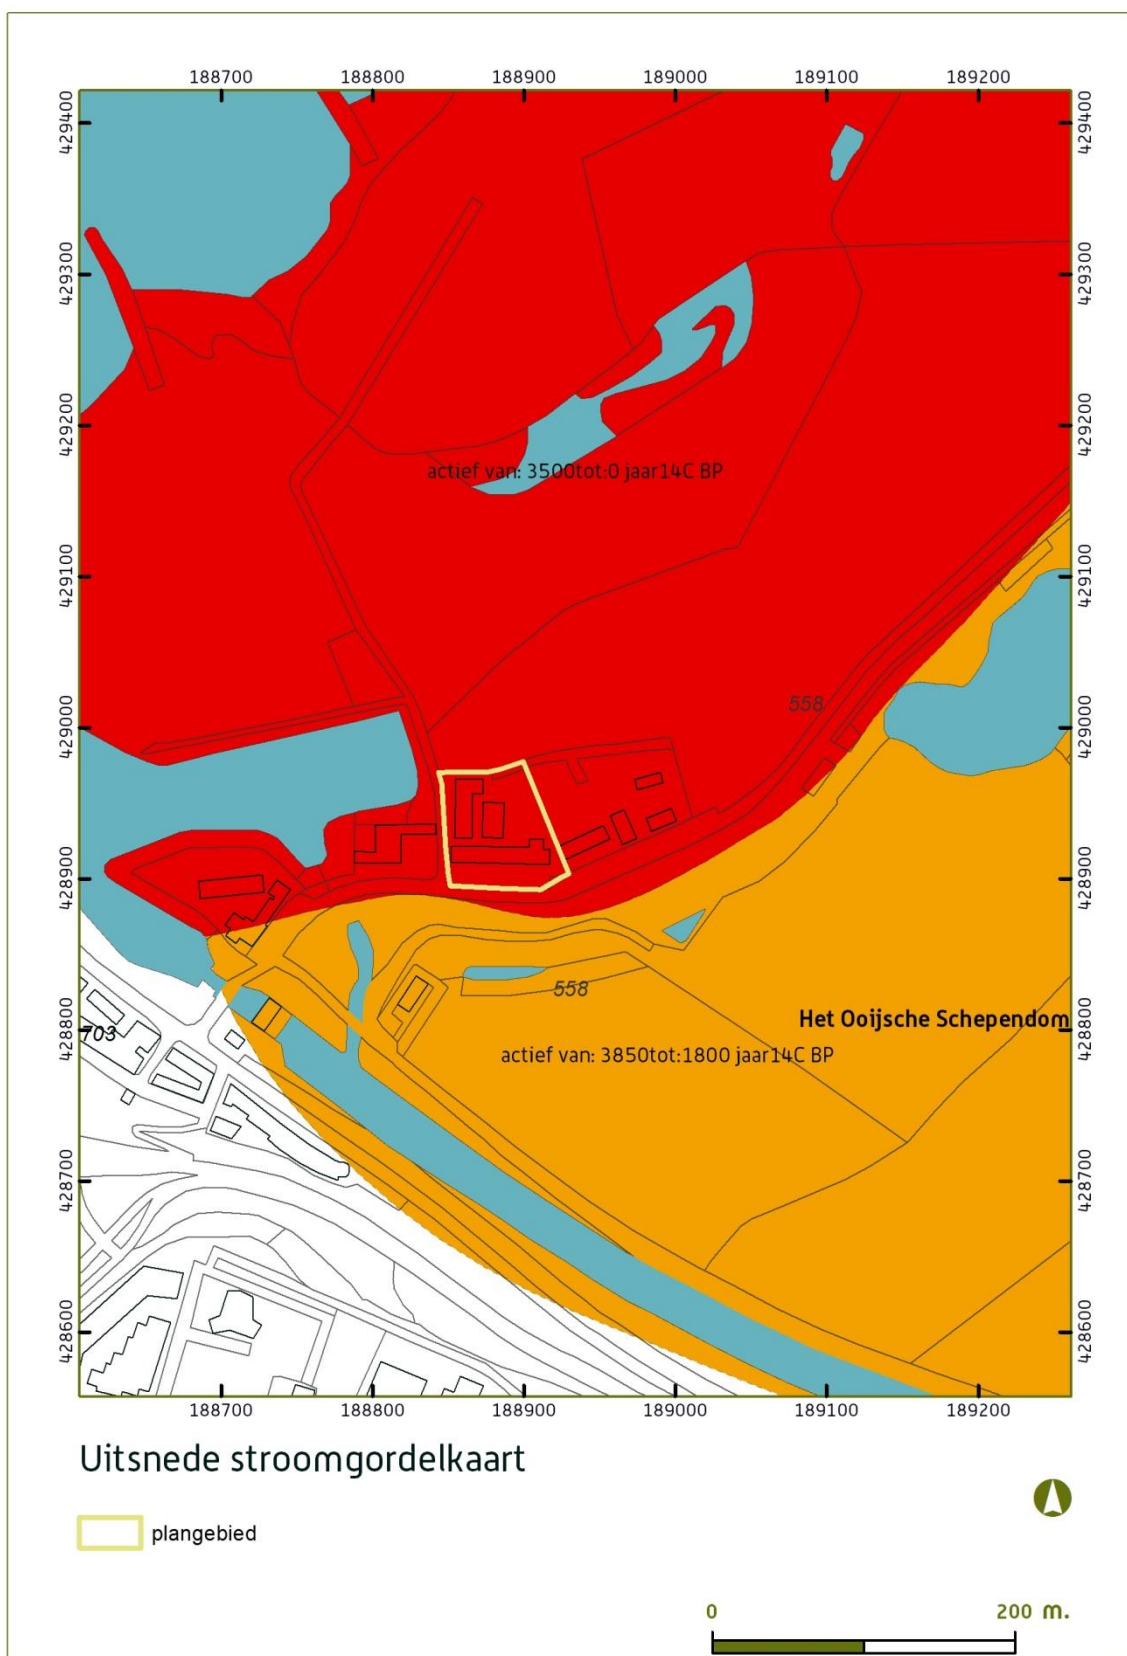 188700 188800 188900 189000 189100 189200
429400 429400
429300 429300
429200 429200
actief van: 3500tot:0 jaar14C BP
429100 429100
558
429000 429000
428900 428900
558
Het Ooijsche Schependom
703
428800 428800
actief van: 3850tot:1800 jaar14C BP
428700 428700
428600 428600
188700 188800 188900 189000 189100 189200
Uitsnede stroomgordelkaart
plangebied
0 200 m.